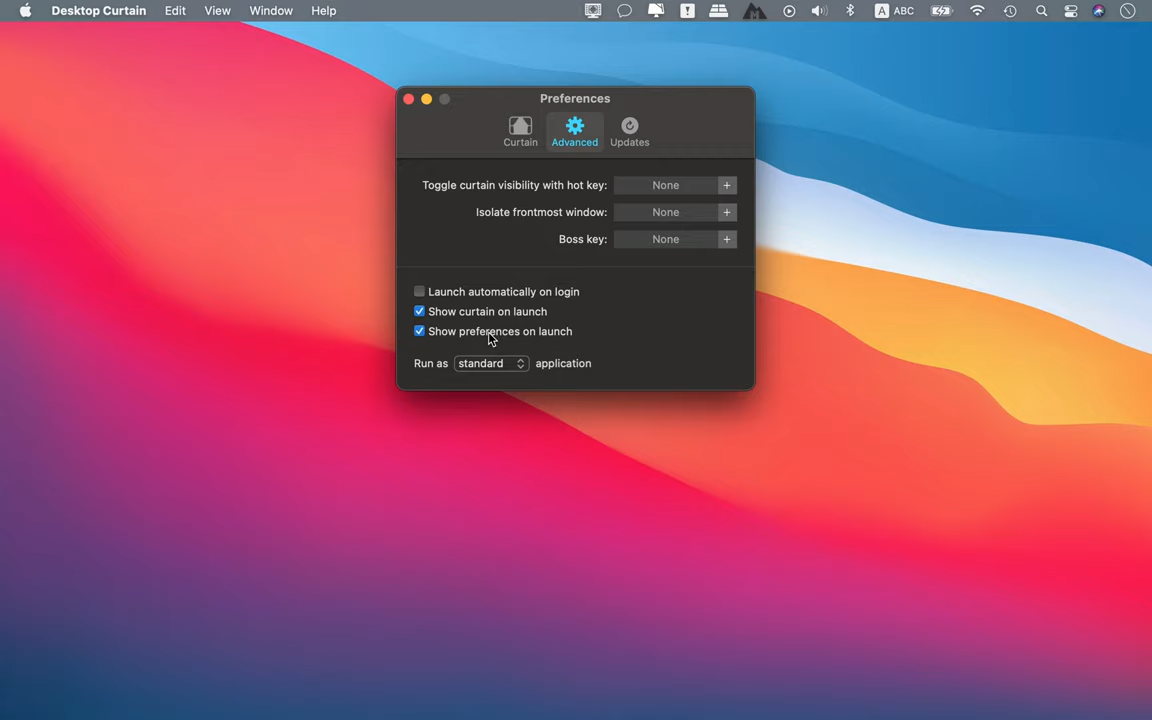 Desktop Curtain Edit View Window Help A ABC
Preferences
Curtain Advanced Updates
Toggle curtain visibility with hot key: None +
Isolate frontmost window: None +
Boss key: None +
Launch automatically on login
Show curtain on launch
Show preferences on launch
Run as standard application